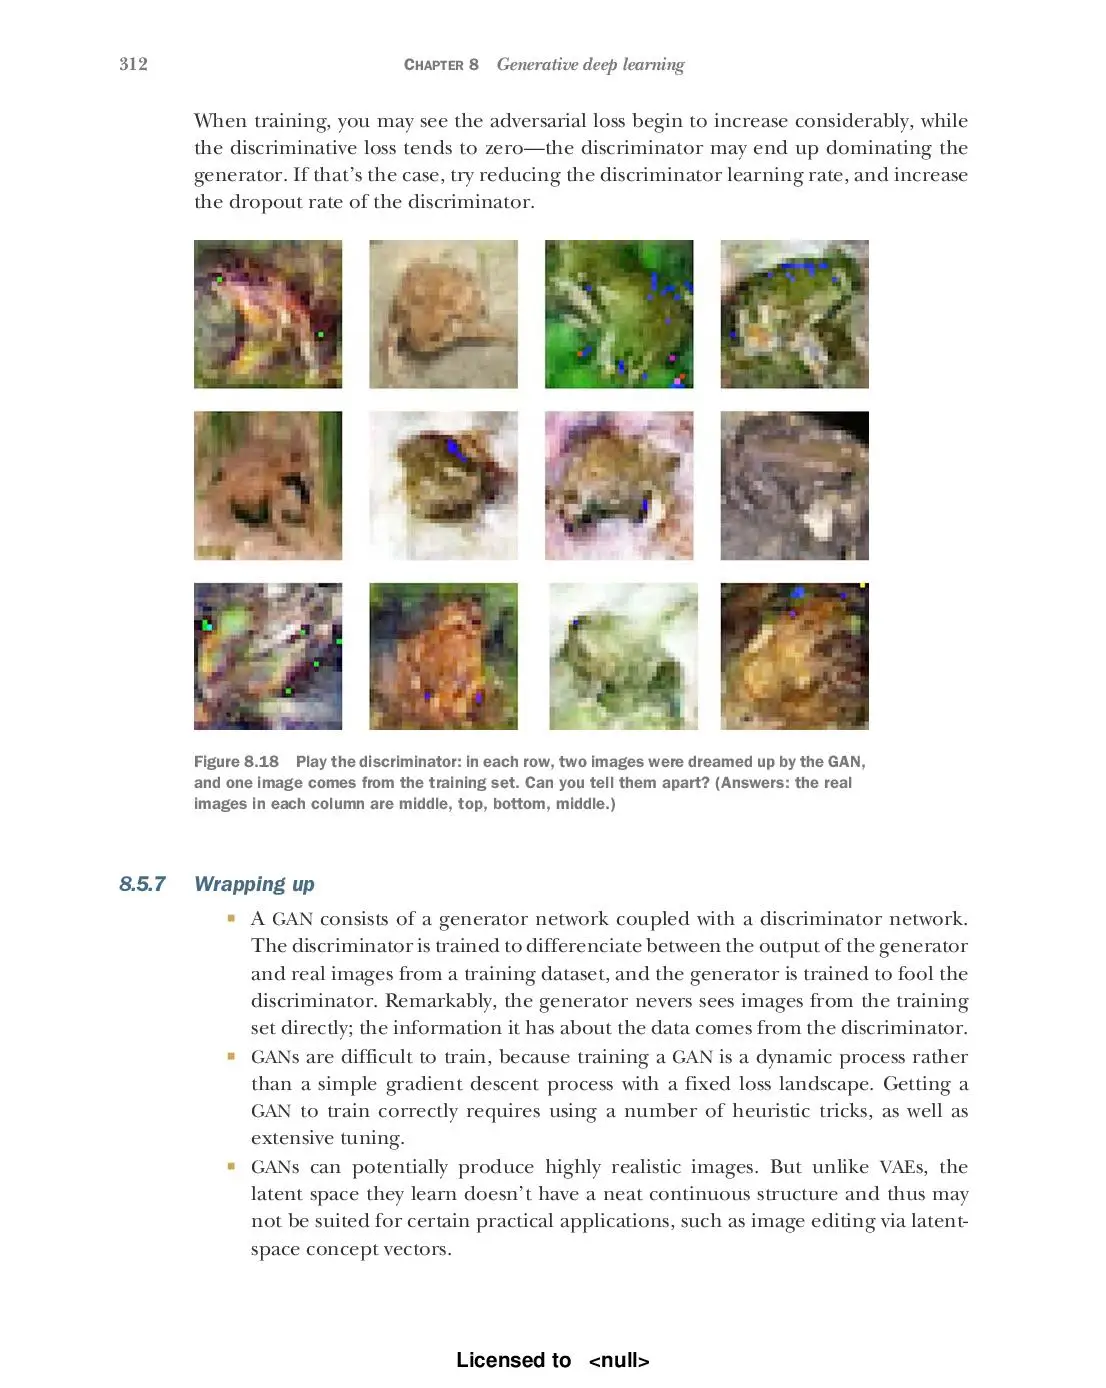 312
CHAPTER 8 Generative deep learning
When training, you may see the adversarial loss begin to increase considerably, while
the discriminative loss tends to zero—the discriminator may end up dominating the
generator. If that's the case, try reducing the discriminator learning rate, and increase
the dropout rate of the discriminator.
Figure 8.18 Play the discriminator: in each row, two images were dreamed up by the GAN,
and one image comes from the training set. Can you tell them apart? (Answers: the real
images in each column are middle, top, bottom, middle.)
8.5.7 Wrapping up
■ A GAN consists of a generator network coupled with a discriminator network.
The discriminator is trained to differenciate between the output of the generator
and real images from a training dataset, and the generator is trained to fool the
discriminator. Remarkably, the generator nevers sees images from the training
set directly; the information it has about the data comes from the discriminator.
■ GANs are difficult to train, because training a GAN is a dynamic process rather
than a simple gradient descent process with a fixed loss landscape. Getting a
GAN to train correctly requires using a number of heuristic tricks, as well as
extensive tuning.
■ GANs can potentially produce highly realistic images. But unlike VAEs, the
latent space they learn doesn't have a neat continuous structure and thus may
not be suited for certain practical applications, such as image editing via latent-
space concept vectors.
Licensed to <null>